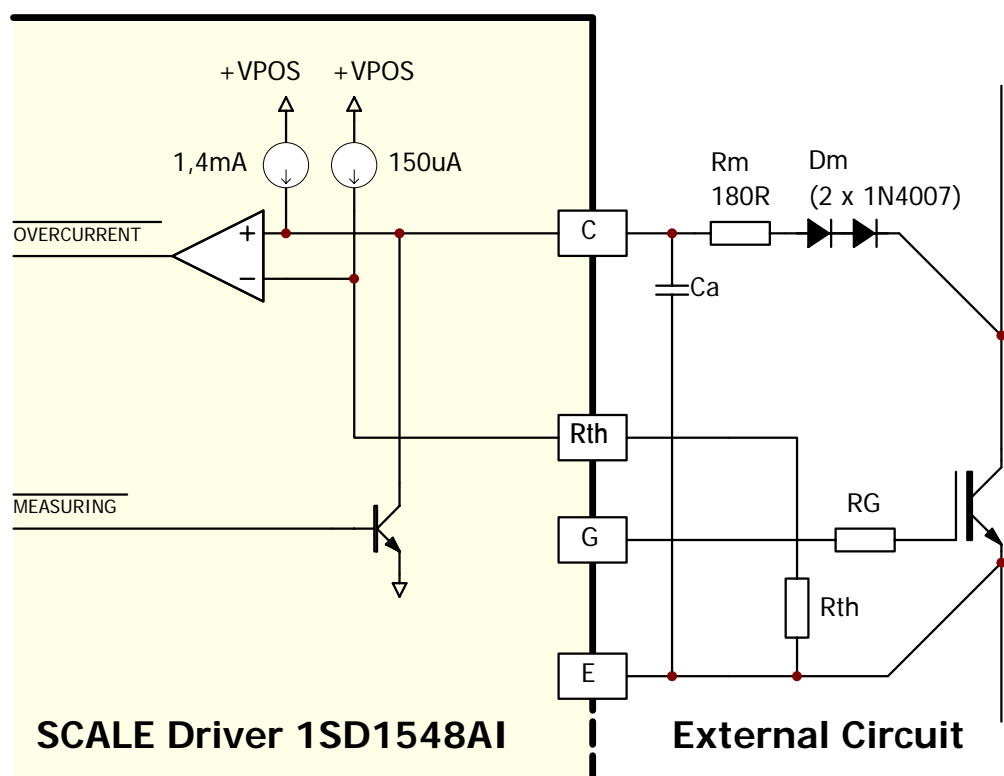 +VPOS +VPOS
1,4mA
150uA
Rm
180R
Dm
(2 x 1N4007)
OVERCURRENT
+
−
C
Ca
Rth
MEASURING
RG
G
Rth
E
SCALE Driver 1SD1548AI
External Circuit